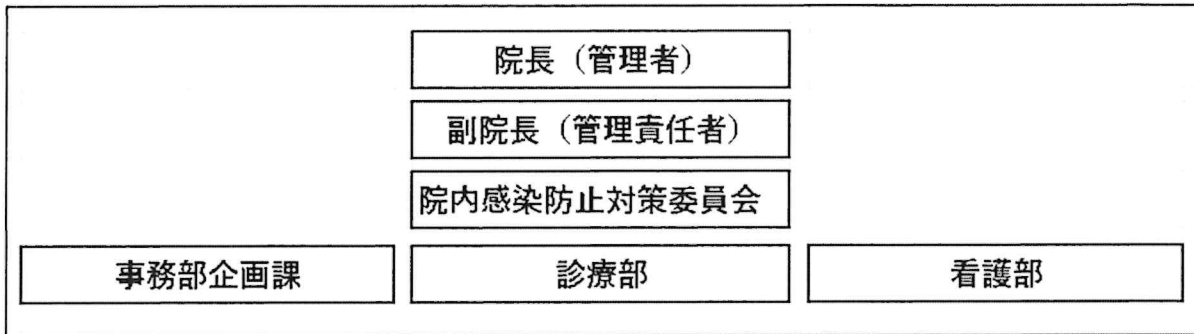 院長（管理者）
副院長（管理責任者）
院内感染防止対策委員会
事務部企画課
診療部
看護部